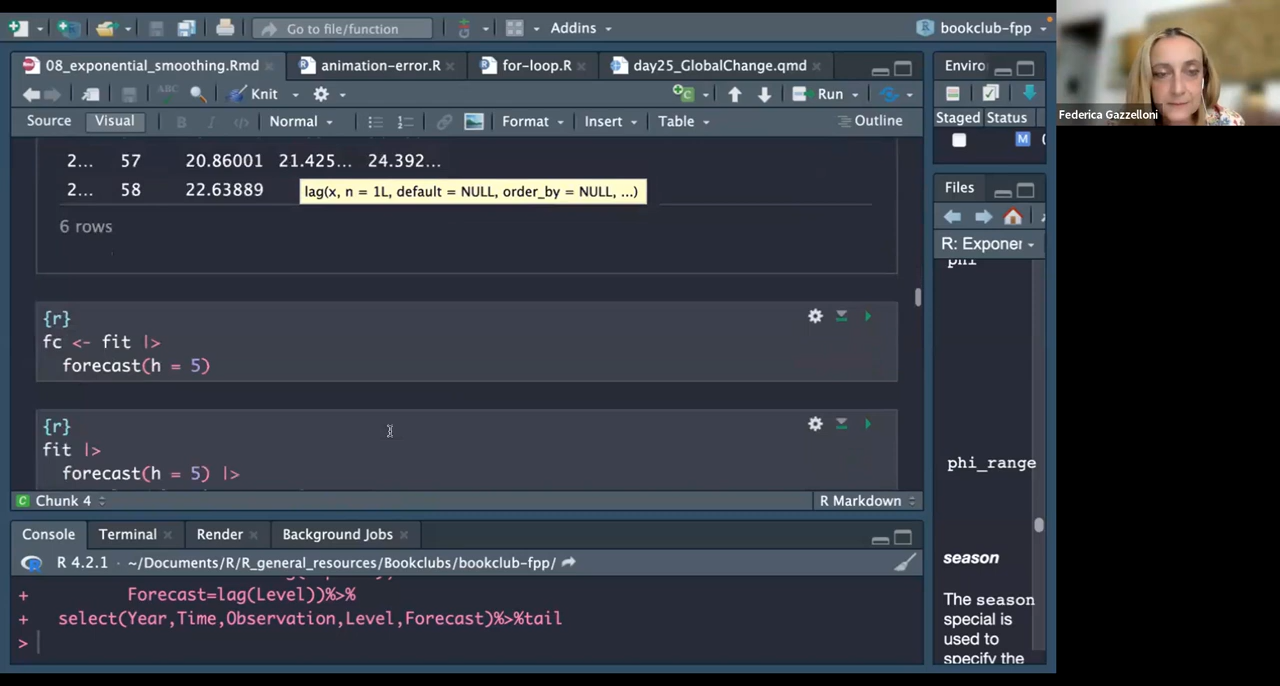 Go to file/function
Addins
bookclub-fpp
08_exponential_smoothing.Rmd
animation-error.R
for-loop.R
day25_GlobalChange.qmd
Enviro
ABC
Knit
Run
Source
Visual
B
I
</>
Normal
Format
Insert
Table
Outline
Staged
Status
M
2... 57 20.86001 21.425... 24.392...
2... 58 22.63889
lag(x, n = 1L, default = NULL, order_by = NULL, ...)
6 rows
Files
R: Exponer
phi
{r}
fc <- fit |>
forecast(h = 5)
{r}
fit |>
forecast(h = 5) |>
phi_range
C Chunk 4
R Markdown
Console
Terminal
Render
Background Jobs
R 4.2.1 · ~/Documents/R/R_general_resources/Bookclubs/bookclub-fpp/
+ Forecast=lag(Level))%>%
+ select(Year,Time,Observation,Level,Forecast)%>%tail
>
season
The season
special is
used to
specify the
Federica Gazzelloni